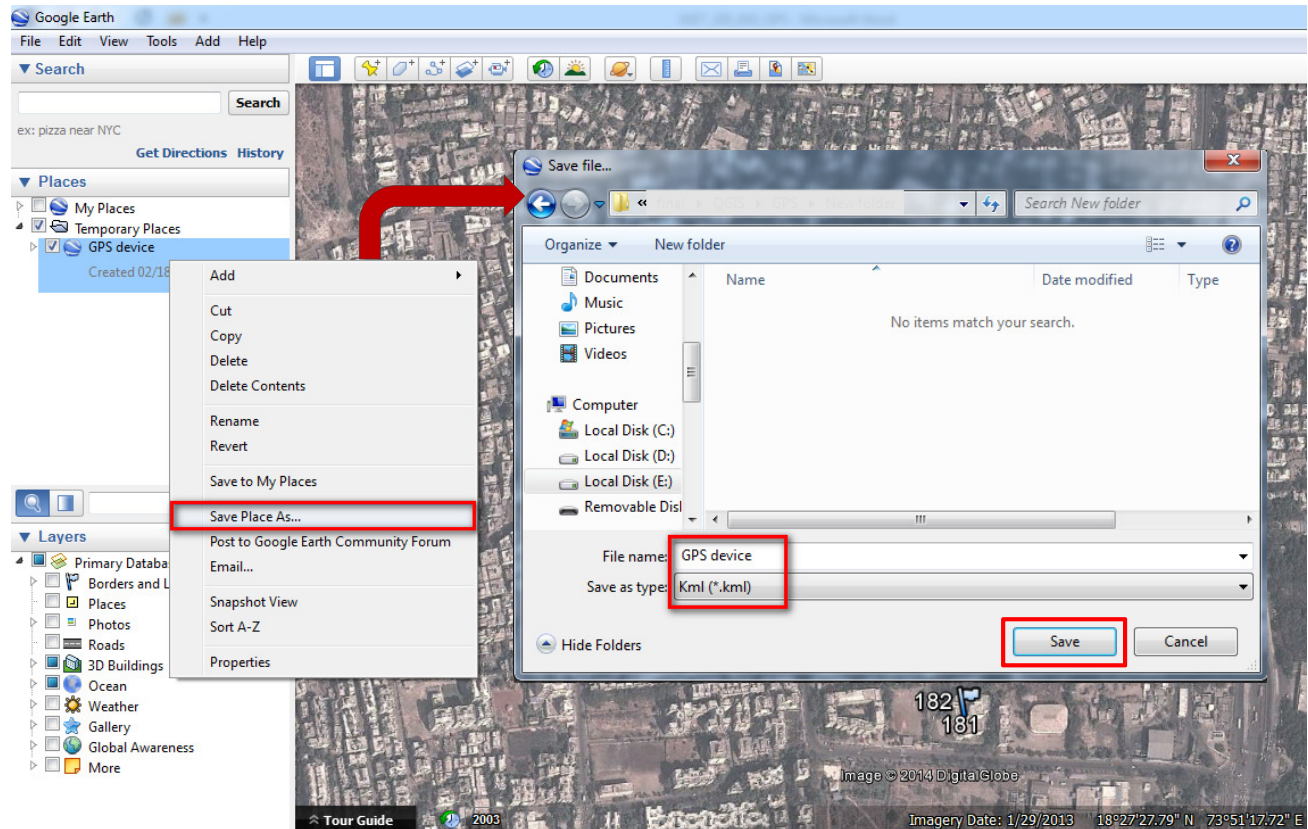 Google Earth
File Edit View Tools Add Help
Search
Search
ex: pizza near NYC
Get Directions History
Places
My Places
Temporary Places
GPS device
Created 02/18
Add
Cut
Copy
Delete
Delete Contents
Rename
Revert
Save to My Places
Save Place As...
Post to Google Earth Community Forum
Email...
Snapshot View
Sort A-Z
Properties
Layers
Primary Databa
Borders and L
Places
Photos
Roads
3D Buildings
Ocean
Weather
Gallery
Global Awareness
More
Save file...
«
Search New folder
Organize New folder
Documents
Music
Pictures
Videos
Computer
Local Disk (C:)
Local Disk (D:)
Local Disk (E:)
Removable Disl
Name Date modified Type
No items match your search.
File name: GPS device
Save as type: Kml (*.kml)
Hide Folders
Save Cancel
182
181
Image © 2014 DigitalGlobe
Tour Guide 2003
Imagery Date: 1/29/2013 18°27'27.79" N 73°51'17.72" E